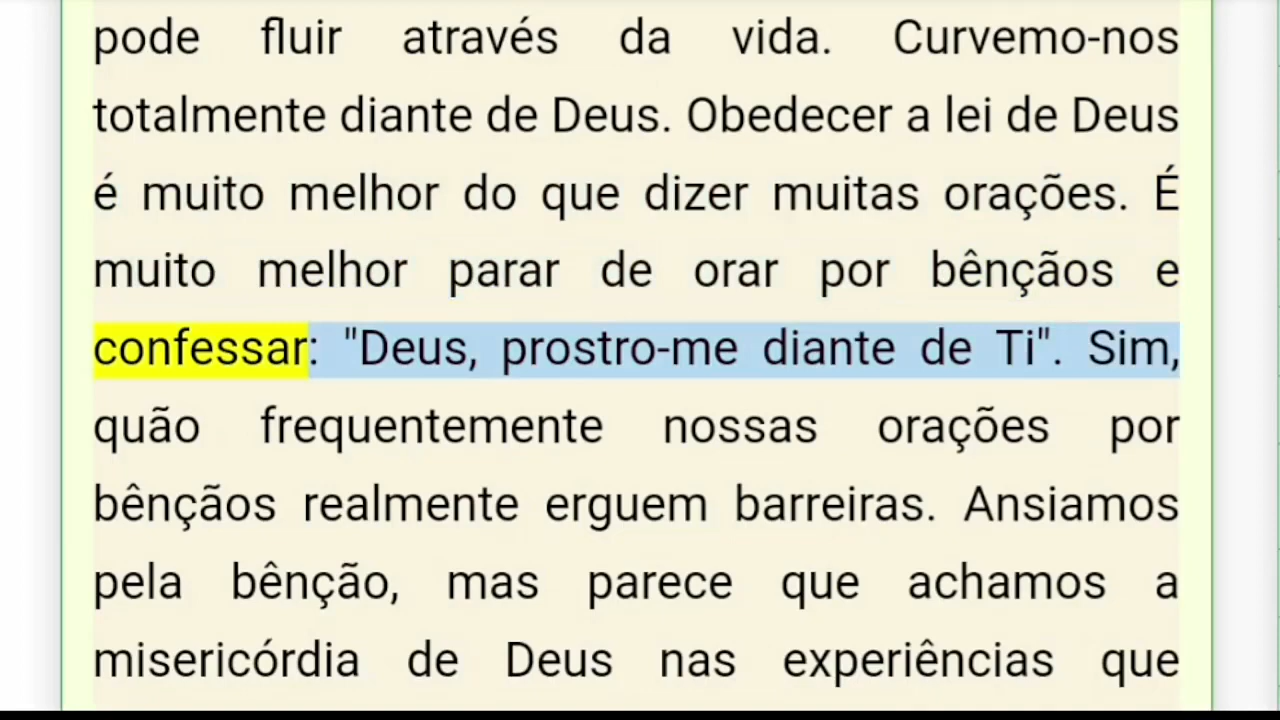 pode fluir através da vida. Curvemo-nos
totalmente diante de Deus. Obedecer a lei de Deus
é muito melhor do que dizer muitas orações. É
muito melhor parar de orar por bênçãos e
confessar: "Deus, prostro-me diante de Ti". Sim,
quão frequentemente nossas orações por
bênçãos realmente erguem barreiras. Ansiamos
pela bênção, mas parece que achamos a
misericórdia de Deus nas experiências que